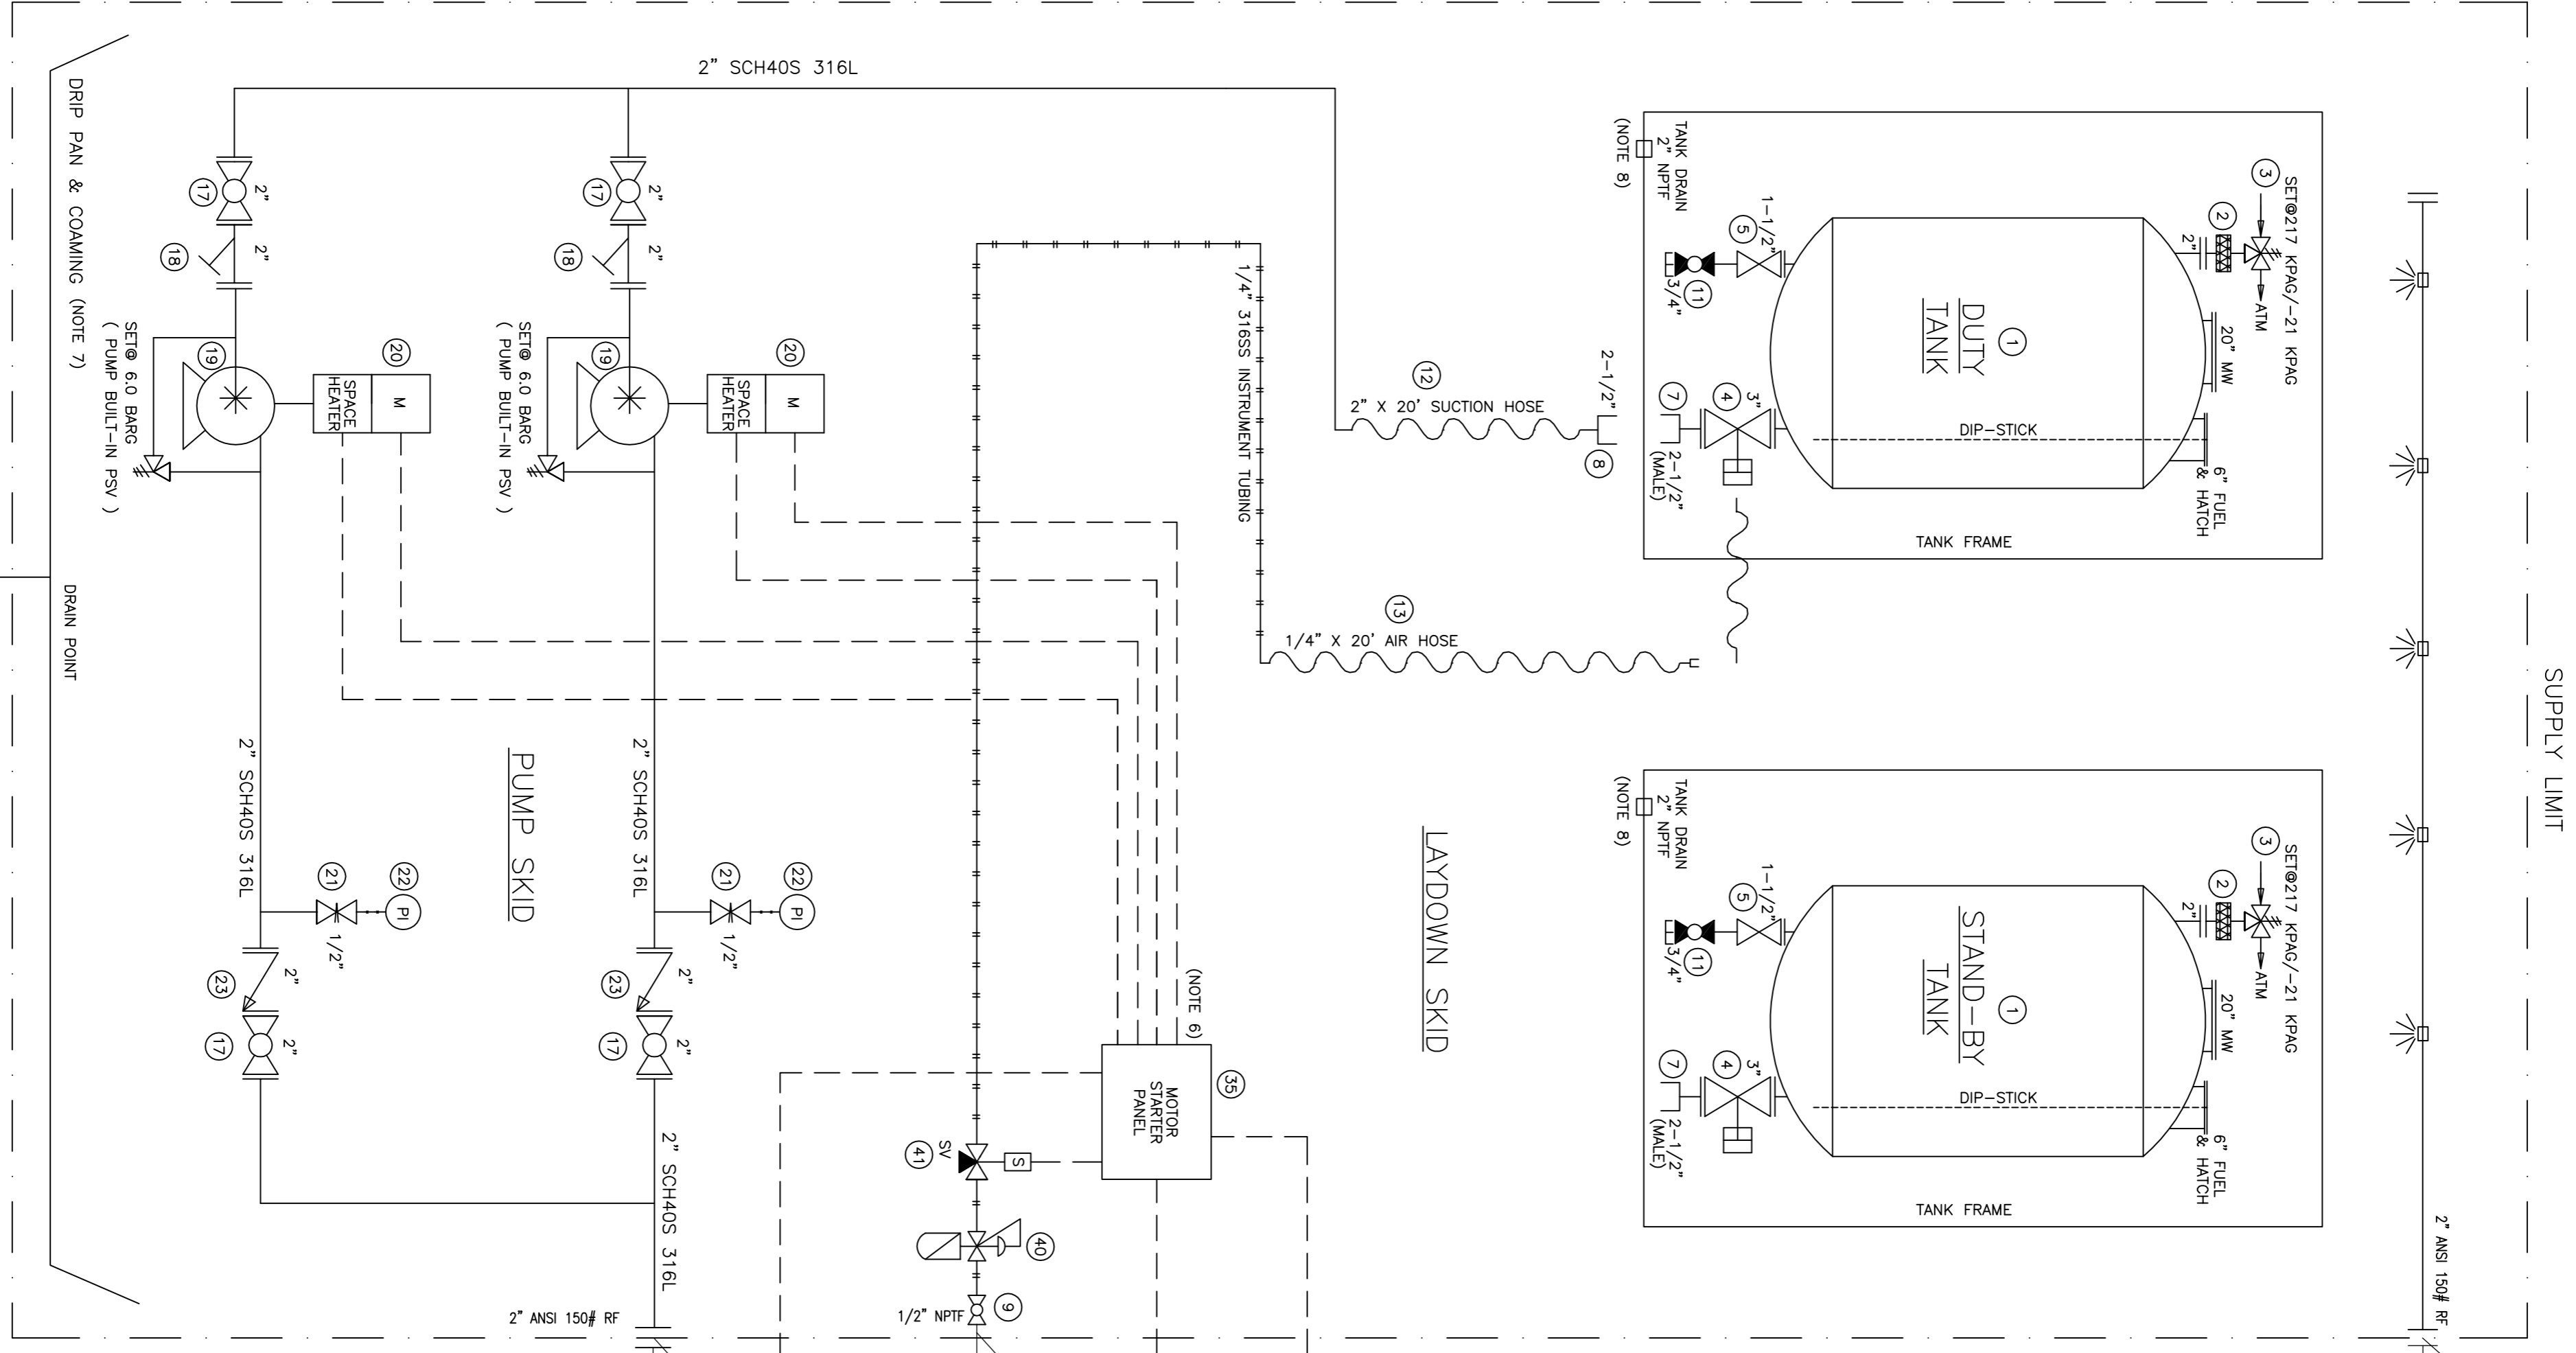 SUPPLY LIMIT
2" ANSI 150# RF
3
SET@217 KPAG/-21 KPAG
2
2"
ATM
20" MW
6" FUEL
& HATCH
DIP-STICK
1
DUTY
TANK
TANK FRAME
TANK DRAIN
2" NPTF
(NOTE 8)
1-1/2"
5
11
3/4"
3"
4
7
2-1/2"
(MALE)
3
SET@217 KPAG/-21 KPAG
2
2"
ATM
20" MW
6" FUEL
& HATCH
DIP-STICK
1
STAND-BY
TANK
TANK FRAME
TANK DRAIN
2" NPTF
(NOTE 8)
1-1/2"
5
11
3/4"
3"
4
7
2-1/2"
(MALE)
2-1/2"
8
12
2" X 20' SUCTION HOSE
13
1/4" X 20' AIR HOSE
LAYDOWN SKID
1/4" 316SS INSTRUMENT TUBING
2" SCH40S 316L
(NOTE 6)
35
MOTOR
STARTER
PANEL
S
SV
41
40
9
1/2" NPTF
17
2"
18
2"
19
20
M
SPACE
HEATER
SET@ 6.0 BARG
( PUMP BUILT-IN PSV )
2" SCH40S 316L
21
22
PI
1/2"
2"
23
17
2"
2" SCH40S 316L
2" ANSI 150# RF
PUMP SKID
17
2"
18
2"
19
20
M
SPACE
HEATER
SET@ 6.0 BARG
( PUMP BUILT-IN PSV )
2" SCH40S 316L
21
22
PI
1/2"
2"
23
17
2"
DRIP PAN & COAMING (NOTE 7)
DRAIN POINT